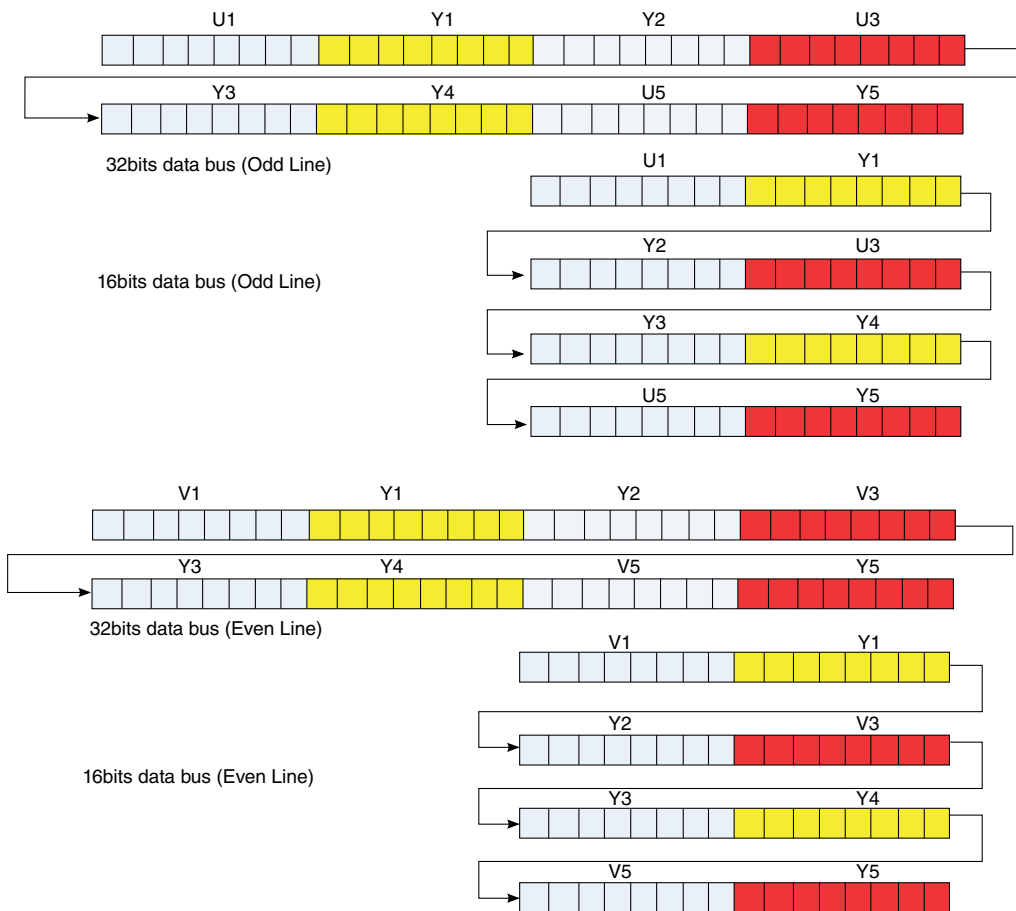 U1 Y1 Y2 U3
Y3 Y4 U5 Y5
32bits data bus (Odd Line)
U1 Y1
Y2 U3
16bits data bus (Odd Line)
Y3 Y4
U5 Y5
V1 Y1 Y2 V3
Y3 Y4 V5 Y5
32bits data bus (Even Line)
V1 Y1
Y2 V3
16bits data bus (Even Line)
Y3 Y4
V5 Y5